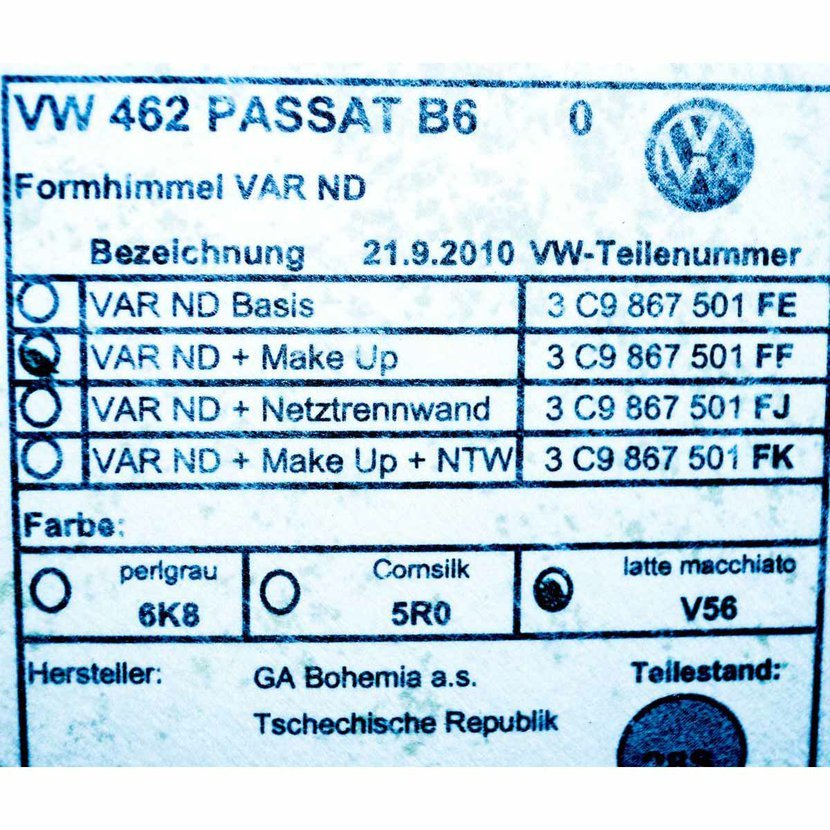 VW 462 PASSAT B6 0
Formhimmel VAR ND
Bezeichnung 21.9.2010 VW-Teilenummer
VAR ND Basis 3 C9 867 501 FE
VAR ND + Make Up 3 C9 867 501 FF
VAR ND + Netztrennwand 3 C9 867 501 FJ
VAR ND + Make Up + NTW 3 C9 867 501 FK
Farbe:
perlgrau Cornsilk latte macchiato
6K8 5R0 V56
Hersteller: GA Bohemia a.s. Teilestand:
Tschechische Republik